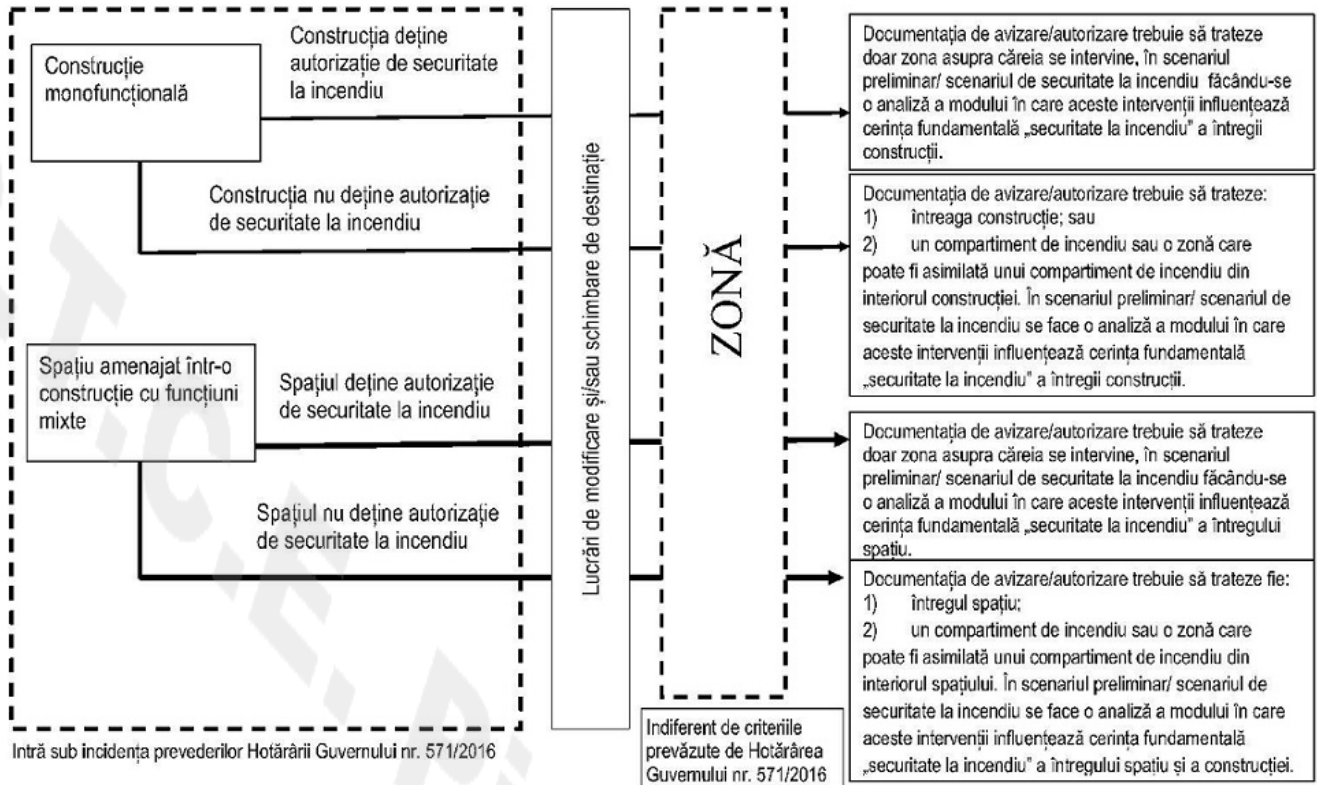 Construcție
monofuncțională
Construcția deține
autorizație de securitate
la incendiu
Construcția nu deține autorizație
de securitate la incendiu
Spațiu amenajat într-o
construcție cu funcțiuni
mixte
Spațiul deține autorizație
de securitate la incendiu
Spațiul nu deține autorizație
de securitate la incendiu
Intră sub incidența prevederilor Hotărârii Guvernului nr. 571/2016
Lucrări de modificare și/sau schimbare de destinație
ZONĂ
Indiferent de criteriile
prevăzute de Hotărârea
Guvernului nr. 571/2016
Documentația de avizare/autorizare trebuie să trateze
doar zona asupra căreia se intervine, în scenariul
preliminar/ scenariul de securitate la incendiu făcându-se
o analiză a modului în care aceste intervenții influențează
cerința fundamentală „securitate la incendiu” a întregii
construcții.
Documentația de avizare/autorizare trebuie să trateze:
1) întreaga construcție; sau
2) un compartiment de incendiu sau o zonă care
poate fi asimilată unui compartiment de incendiu din
interiorul construcției. În scenariul preliminar/ scenariul de
securitate la incendiu se face o analiză a modului în care
aceste intervenții influențează cerința fundamentală
„securitate la incendiu” a întregii construcții.
Documentația de avizare/autorizare trebuie să trateze
doar zona asupra căreia se intervine, în scenariul
preliminar/ scenariul de securitate la incendiu făcându-se
o analiză a modului în care aceste intervenții influențează
cerința fundamentală „securitate la incendiu” a întregului
spațiu.
Documentația de avizare/autorizare trebuie să trateze fie:
1) întregul spațiu;
2) un compartiment de incendiu sau o zonă care
poate fi asimilată unui compartiment de incendiu din
interiorul spațiului. În scenariul preliminar/ scenariul de
securitate la incendiu se face o analiză a modului în care
aceste intervenții influențează cerința fundamentală
„securitate la incendiu” a întregului spațiu și a construcției.